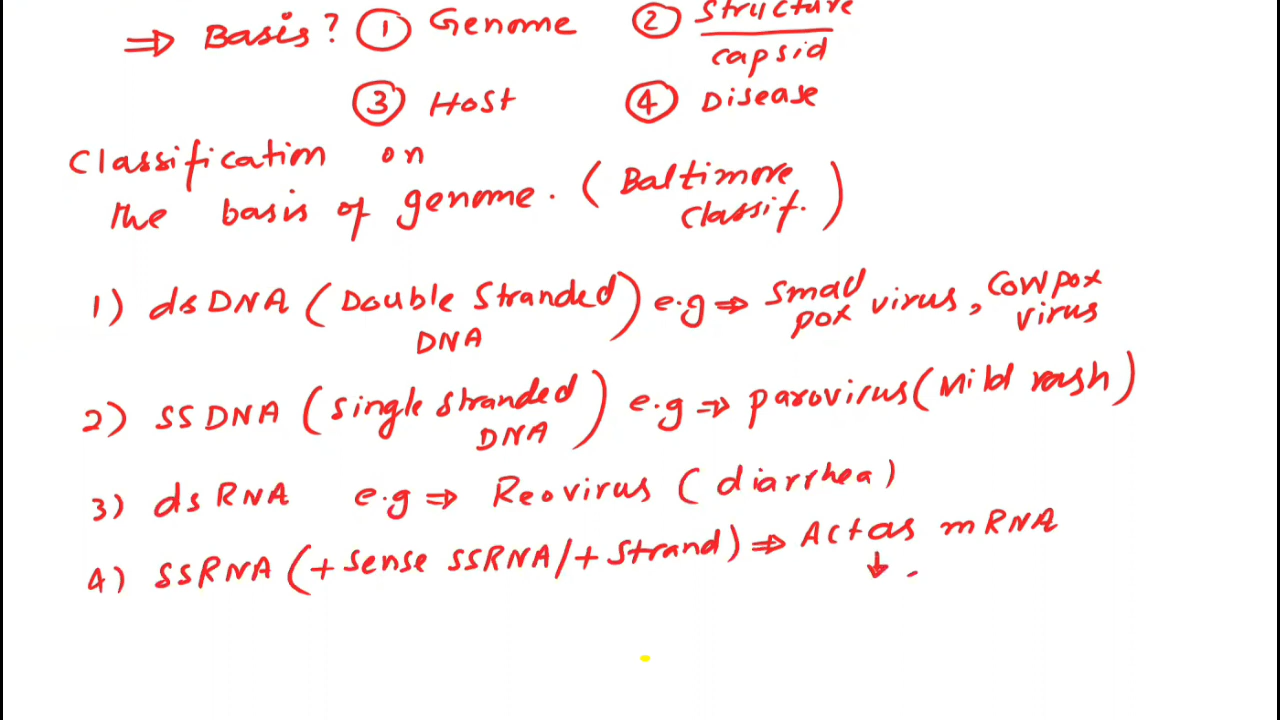 ⇒ Basis? ① Genome ② Structure
capsid
③ Host ④ Disease
Classification on
the basis of genome. (Baltimore
classif.)
1) dsDNA (Double Stranded DNA) e.g ⇒ Small pox virus, Cowpox virus
2) SSDNA (single stranded DNA) e.g ⇒ parovirus (Mild rash)
3) dsRNA e.g ⇒ Reovirus (diarrhea)
4) SSRNA (+ sense SSRNA/+ Strand) ⇒ Act as mRNA
↓